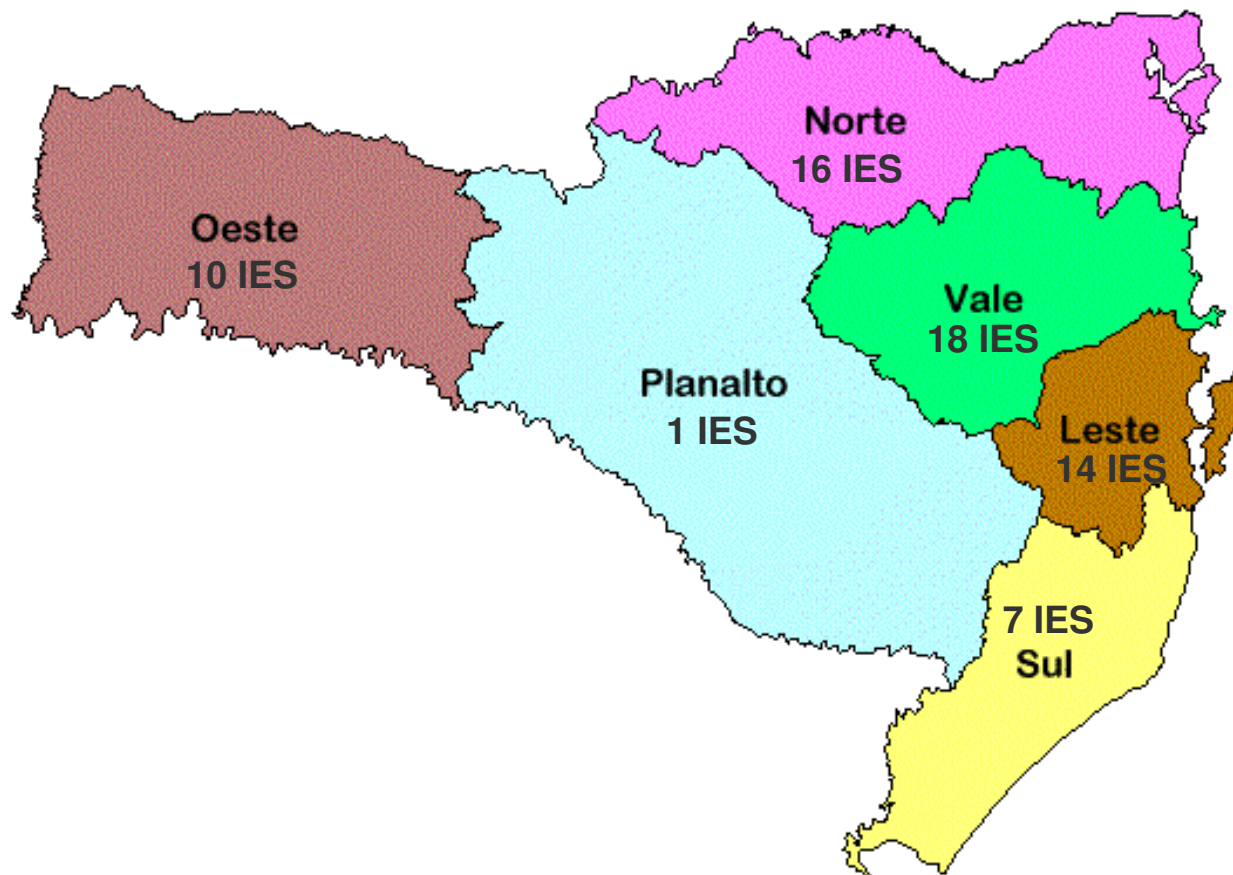 Norte
16 IES
Oeste
10 IES
Vale
18 IES
Planalto
1 IES
Leste
14 IES
7 IES
Sul